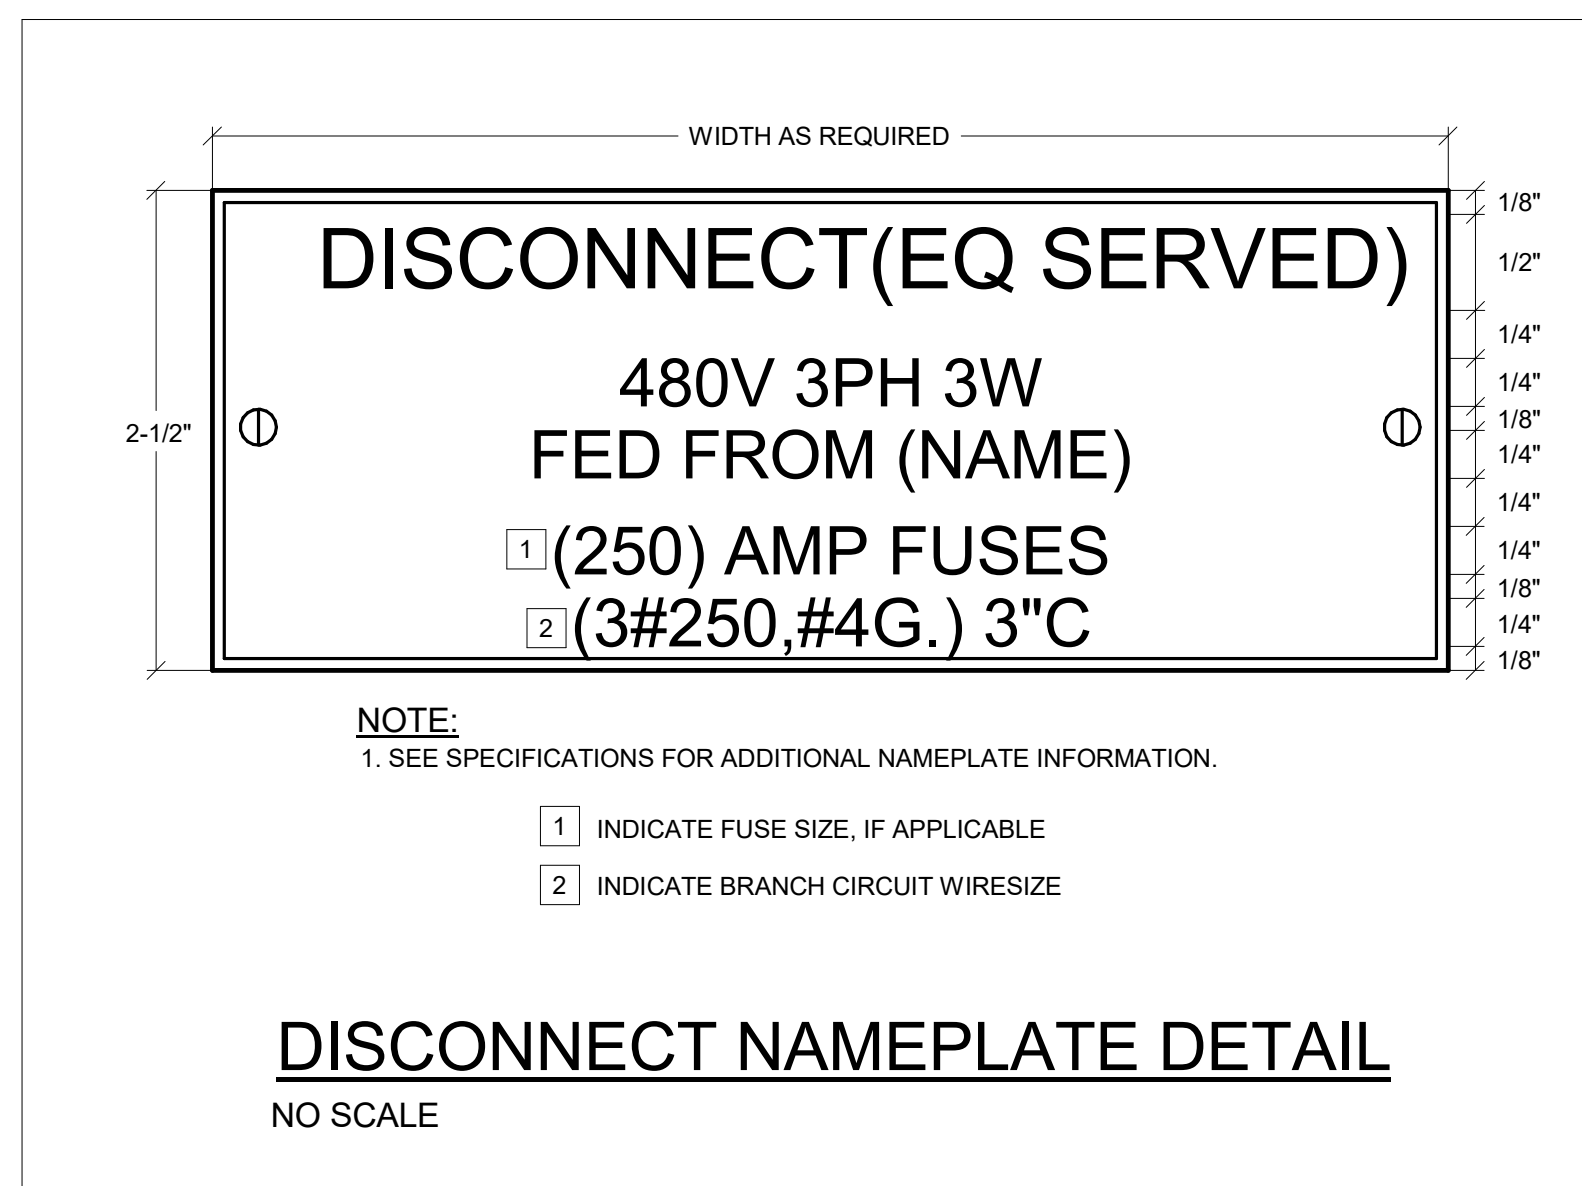 WIDTH AS REQUIRED
1/8"
DISCONNECT(EQ SERVED)
1/2"
1/4"
480V 3PH 3W
1/4"
1/8"
2-1/2"
FED FROM (NAME)
1/4"
1/4"
1 (250) AMP FUSES
1/4"
1/8"
2 (3#250,#4G.) 3"C
1/4"
1/8"
NOTE:
1. SEE SPECIFICATIONS FOR ADDITIONAL NAMEPLATE INFORMATION.
1 INDICATE FUSE SIZE, IF APPLICABLE
2 INDICATE BRANCH CIRCUIT WIRESIZE
DISCONNECT NAMEPLATE DETAIL
NO SCALE